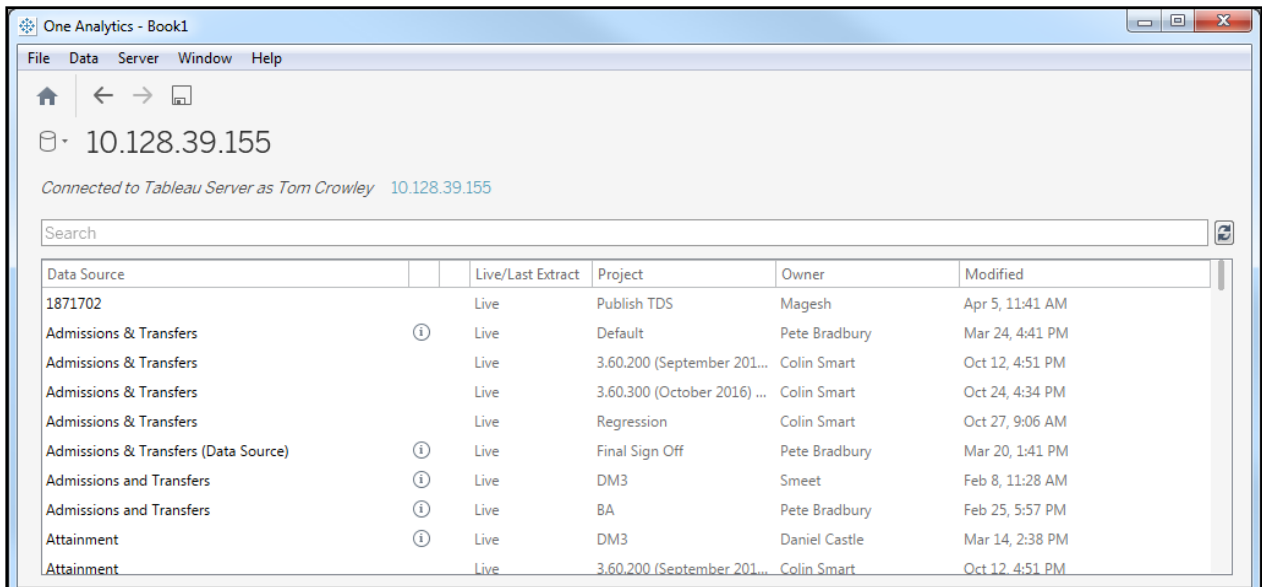 One Analytics - Book1
File Data Server Window Help
10.128.39.155
Connected to Tableau Server as Tom Crowley 10.128.39.155
Search
Data Source Live/Last Extract Project Owner Modified
1871702 Live Publish TDS Magesh Apr 5, 11:41 AM
Admissions & Transfers Live Default Pete Bradbury Mar 24, 4:41 PM
Admissions & Transfers Live 3.60.200 (September 201... Colin Smart Oct 12, 4:51 PM
Admissions & Transfers Live 3.60.300 (October 2016) ... Colin Smart Oct 24, 4:34 PM
Admissions & Transfers Live Regression Colin Smart Oct 27, 9:06 AM
Admissions & Transfers (Data Source) Live Final Sign Off Pete Bradbury Mar 20, 1:41 PM
Admissions and Transfers Live DM3 Smeet Feb 8, 11:28 AM
Admissions and Transfers Live BA Pete Bradbury Feb 25, 5:57 PM
Attainment Live DM3 Daniel Castle Mar 14, 2:38 PM
Attainment Live 3.60.200 (September 201... Colin Smart Oct 12, 4:51 PM